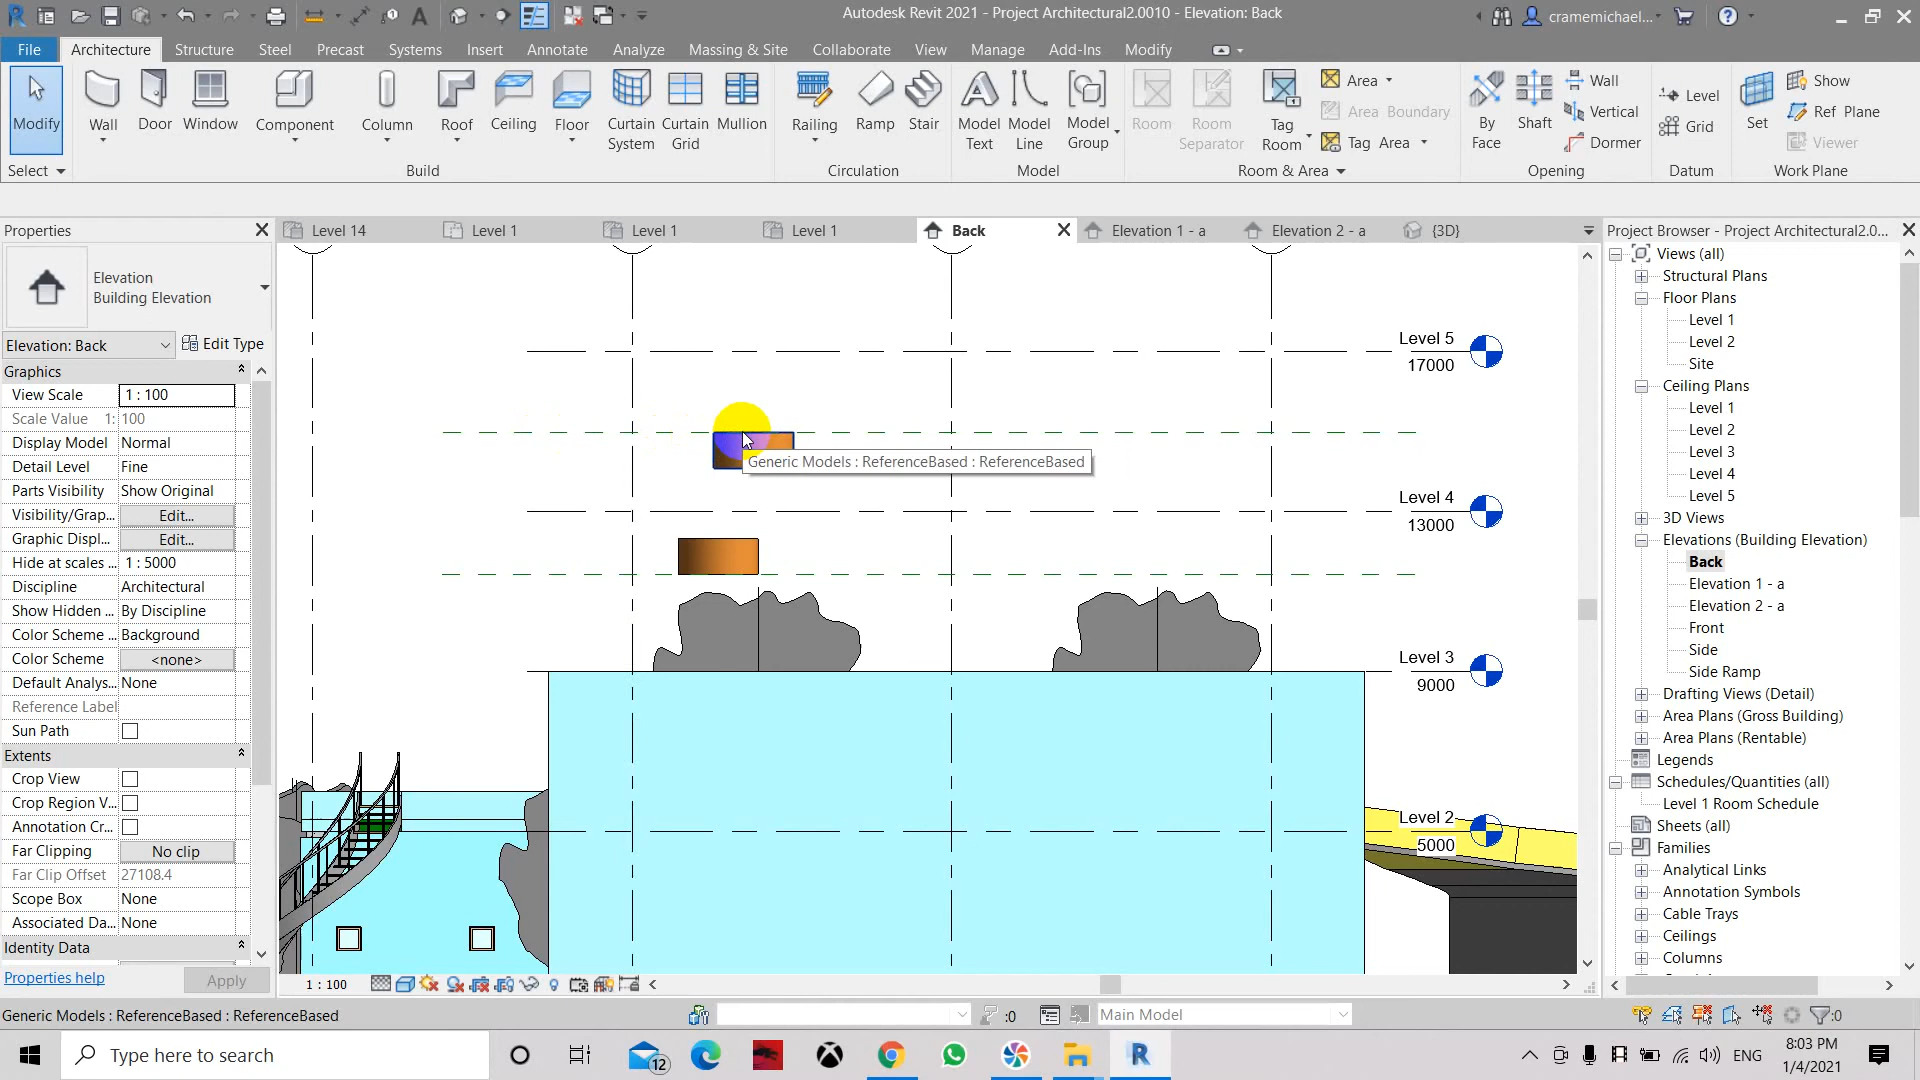 Autodesk Revit 2021 - Project Architectural2.0010 - Elevation: Back
cramemichael...
File Architecture Structure Steel Precast Systems Insert Annotate Analyze Massing & Site Collaborate View Manage Add-Ins Modify
Modify Wall Door Window Component Column Roof Ceiling Floor Curtain System Curtain Grid Mullion Railing Ramp Stair Model Text Model Line Model Group Room Room Separator Tag Room By Face Shaft Set
Area
Area Boundary
Tag Area
Wall
Vertical
Dormer
Level
Grid
Show
Ref Plane
Viewer
Select Build Circulation Model Room & Area Opening Datum Work Plane
Properties
Level 14 Level 1 Level 1 Level 1 Back Elevation 1 - a Elevation 2 - a {3D}
Project Browser - Project Architectural2.0...
Elevation
Building Elevation
Elevation: Back Edit Type
Graphics
View Scale 1 : 100
Scale Value 1: 100
Display Model Normal
Detail Level Fine
Parts Visibility Show Original
Visibility/Grap... Edit...
Graphic Displ... Edit...
Hide at scales ... 1 : 5000
Discipline Architectural
Show Hidden ... By Discipline
Color Scheme ... Background
Color Scheme <none>
Default Analys... None
Reference Label
Sun Path
Extents
Crop View
Crop Region V...
Annotation Cr...
Far Clipping No clip
Far Clip Offset 27108.4
Scope Box None
Associated Da... None
Identity Data
Properties help Apply
Level 5
17000
Generic Models : ReferenceBased : ReferenceBased
Level 4
13000
Level 3
9000
Level 2
5000
Views (all)
Structural Plans
Floor Plans
Level 1
Level 2
Site
Ceiling Plans
Level 1
Level 2
Level 3
Level 4
Level 5
3D Views
Elevations (Building Elevation)
Back
Elevation 1 - a
Elevation 2 - a
Front
Side
Side Ramp
Drafting Views (Detail)
Area Plans (Gross Building)
Area Plans (Rentable)
Legends
Schedules/Quantities (all)
Level 1 Room Schedule
Sheets (all)
Families
Analytical Links
Annotation Symbols
Cable Trays
Ceilings
Columns
1 : 100
Generic Models : ReferenceBased : ReferenceBased
:0
Main Model
:0
Type here to search
12
ENG
8:03 PM
1/4/2021